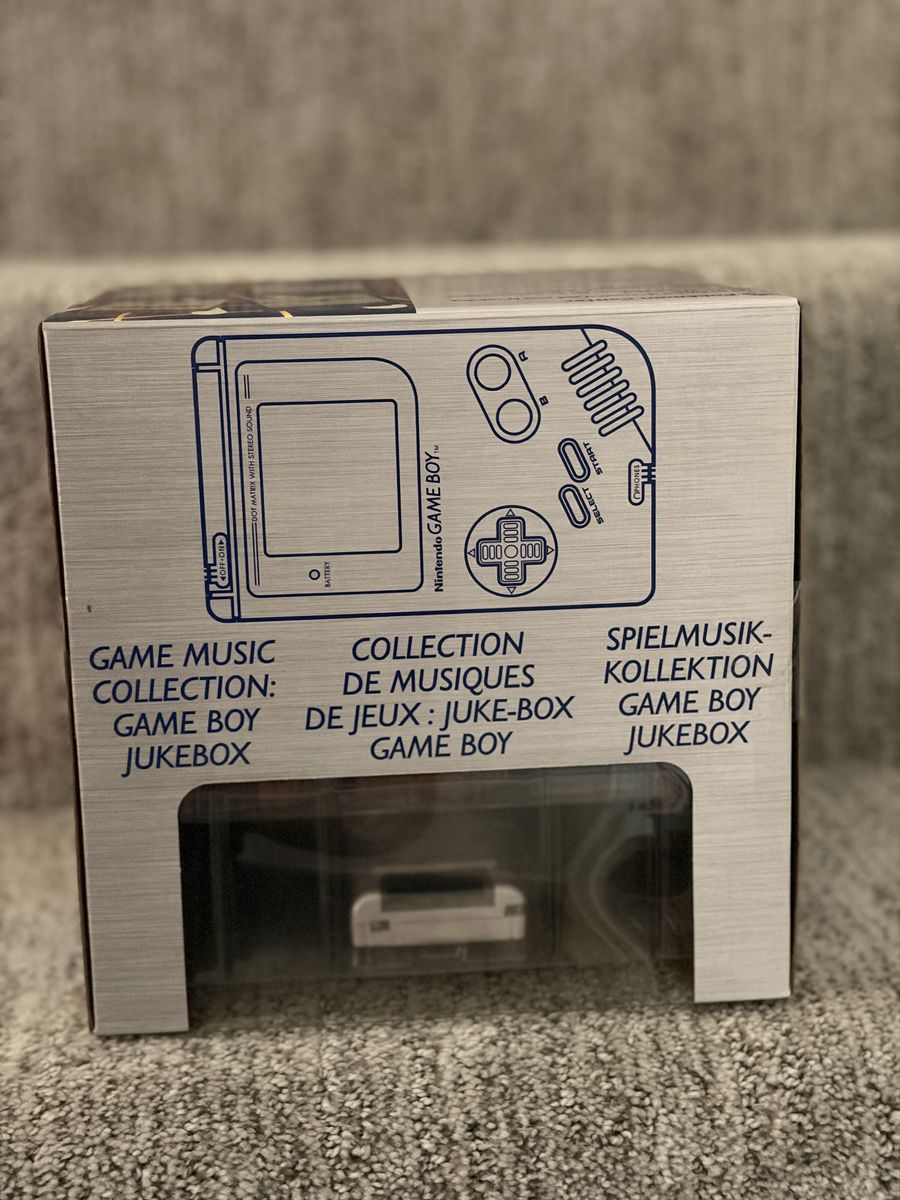 A
B
START
SELECT
PHONES
DOT MATRIX WITH STEREO SOUND
Nintendo GAME BOY™
BATTERY
OFF•ON
GAME MUSIC
COLLECTION:
GAME BOY
JUKEBOX
COLLECTION
DE MUSIQUES
DE JEUX : JUKE-BOX
GAME BOY
SPIELMUSIK-
KOLLEKTION
GAME BOY
JUKEBOX